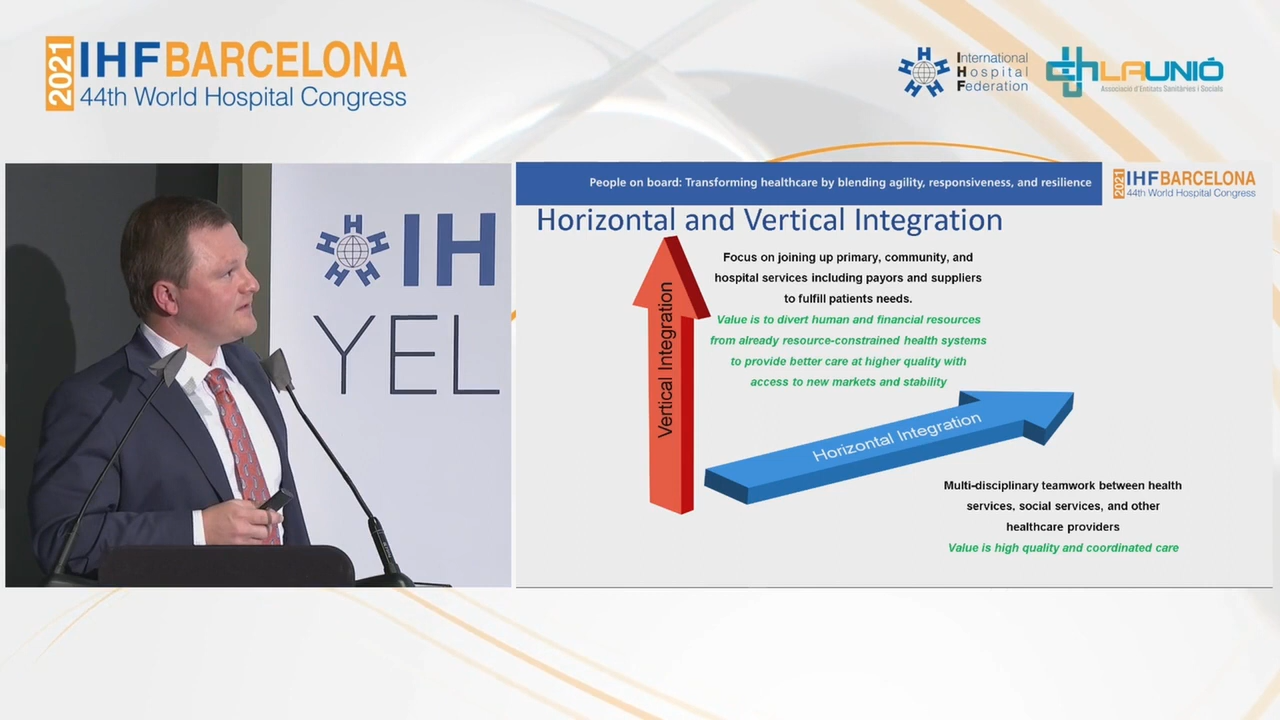 2021
IHF BARCELONA
44th World Hospital Congress
International
Hospital
Federation
LAUNIÓ
Associació d'Entitats Sanitàries i Socials
IH
YEL
People on board: Transforming healthcare by blending agility, responsiveness, and resilience
2021
IHF BARCELONA
44th World Hospital Congress
Horizontal and Vertical Integration
Focus on joining up primary, community, and
hospital services including payors and suppliers
to fulfill patients needs.
Value is to divert human and financial resources
from already resource-constrained health systems
to provide better care at higher quality with
access to new markets and stability
Vertical Integration
Horizontal Integration
Multi-disciplinary teamwork between health
services, social services, and other
healthcare providers
Value is high quality and coordinated care